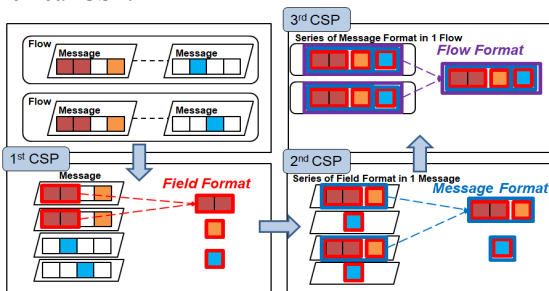 Flow
Message
Message
Flow
Message
Message
1st CSP
Message
Field Format
2nd CSP
Series of Field Format in 1 Message
Message Format
3rd CSP
Series of Message Format in 1 Flow
Flow Format